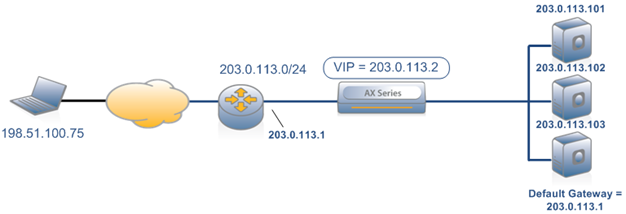 203.0.113.101
203.0.113.0/24
VIP = 203.0.113.2
203.0.113.102
AX Series
203.0.113.103
198.51.100.75
203.0.113.1
Default Gateway =
203.0.113.1